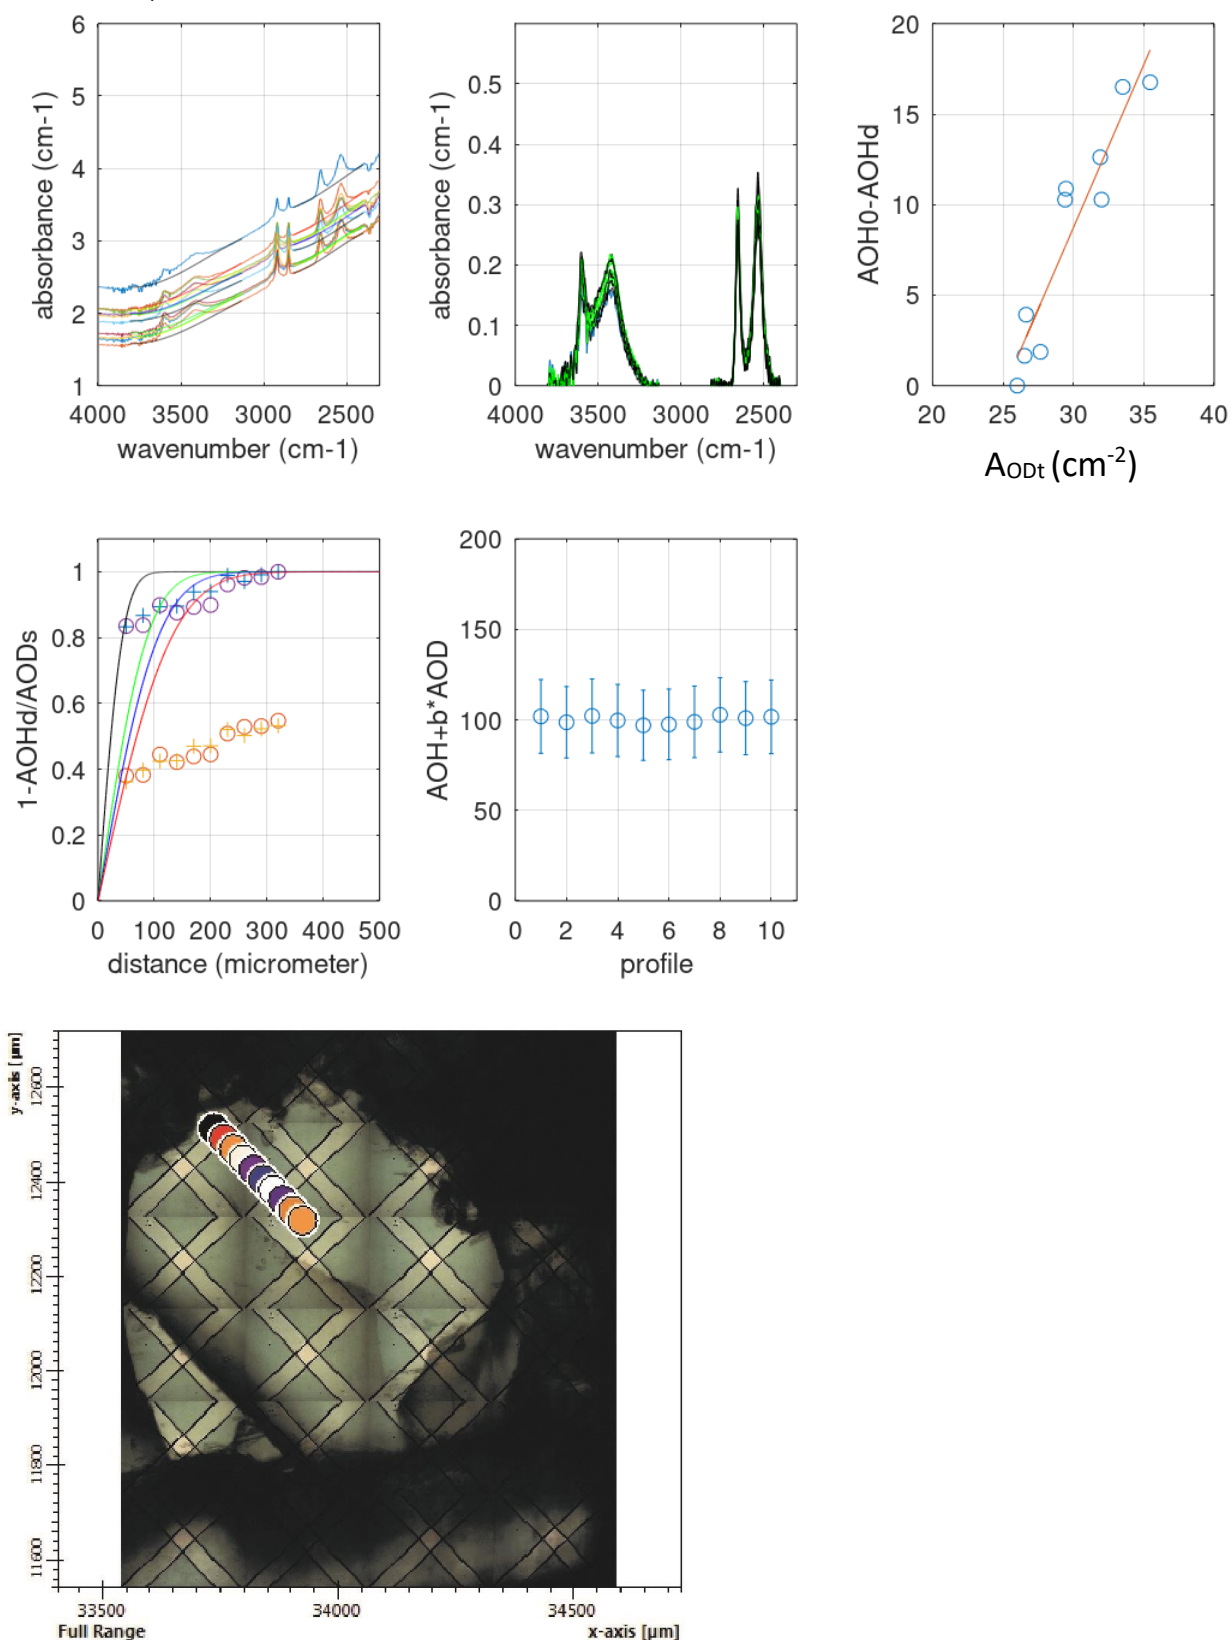 6
5
4
3
2
1
absorbance (cm-1)
4000 3500 3000 2500
wavenumber (cm-1)
0.5
0.4
0.3
0.2
0.1
0
absorbance (cm-1)
4000 3500 3000 2500
wavenumber (cm-1)
20
15
10
5
0
AOH0-AOHd
20 25 30 35 40
AODt (cm-2)
1
0.8
0.6
0.4
0.2
0
1-AOHd/AODs
0 100 200 300 400 500
distance (micrometer)
200
150
100
50
0
AOH+b*AOD
0 2 4 6 8 10
profile
y-axis [µm]
12600
12400
12200
12000
11800
11600
33500 34000 34500
Full Range x-axis [µm]